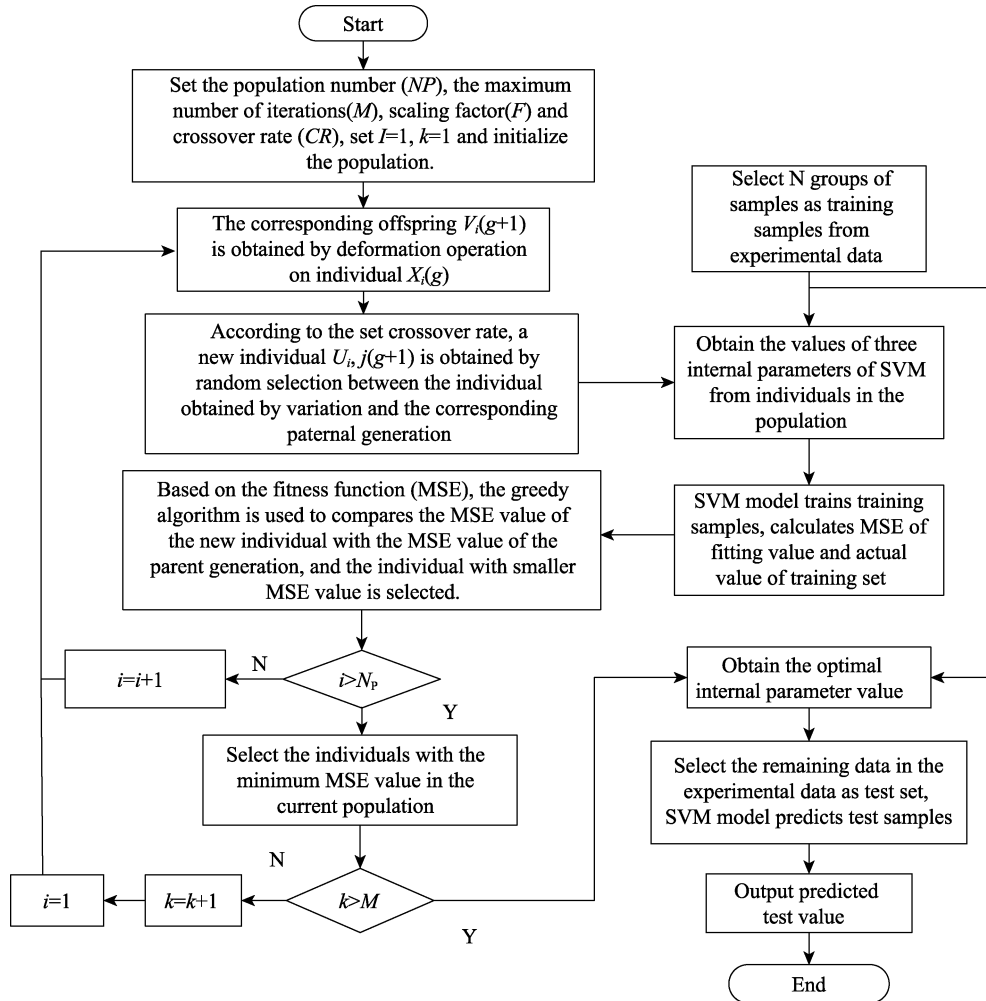 Start
Set the population number (NP), the maximum
number of iterations(M), scaling factor(F) and
crossover rate (CR), set I=1, k=1 and initialize
the population.
The corresponding offspring Vi(g+1)
is obtained by deformation operation
on individual Xi(g)
According to the set crossover rate, a
new individual Ui, j(g+1) is obtained by
random selection between the individual
obtained by variation and the corresponding
paternal generation
Select N groups of
samples as training
samples from
experimental data
Obtain the values of three
internal parameters of SVM
from individuals in the
population
SVM model trains training
samples, calculates MSE of
fitting value and actual
value of training set
Based on the fitness function (MSE), the greedy
algorithm is used to compares the MSE value of
the new individual with the MSE value of the
parent generation, and the individual with smaller
MSE value is selected.
i>NP
N
i=i+1
Y
Select the individuals with the
minimum MSE value in the
current population
k>M
N
k=k+1
i=1
Y
Obtain the optimal
internal parameter value
Select the remaining data in the
experimental data as test set,
SVM model predicts test samples
Output predicted
test value
End